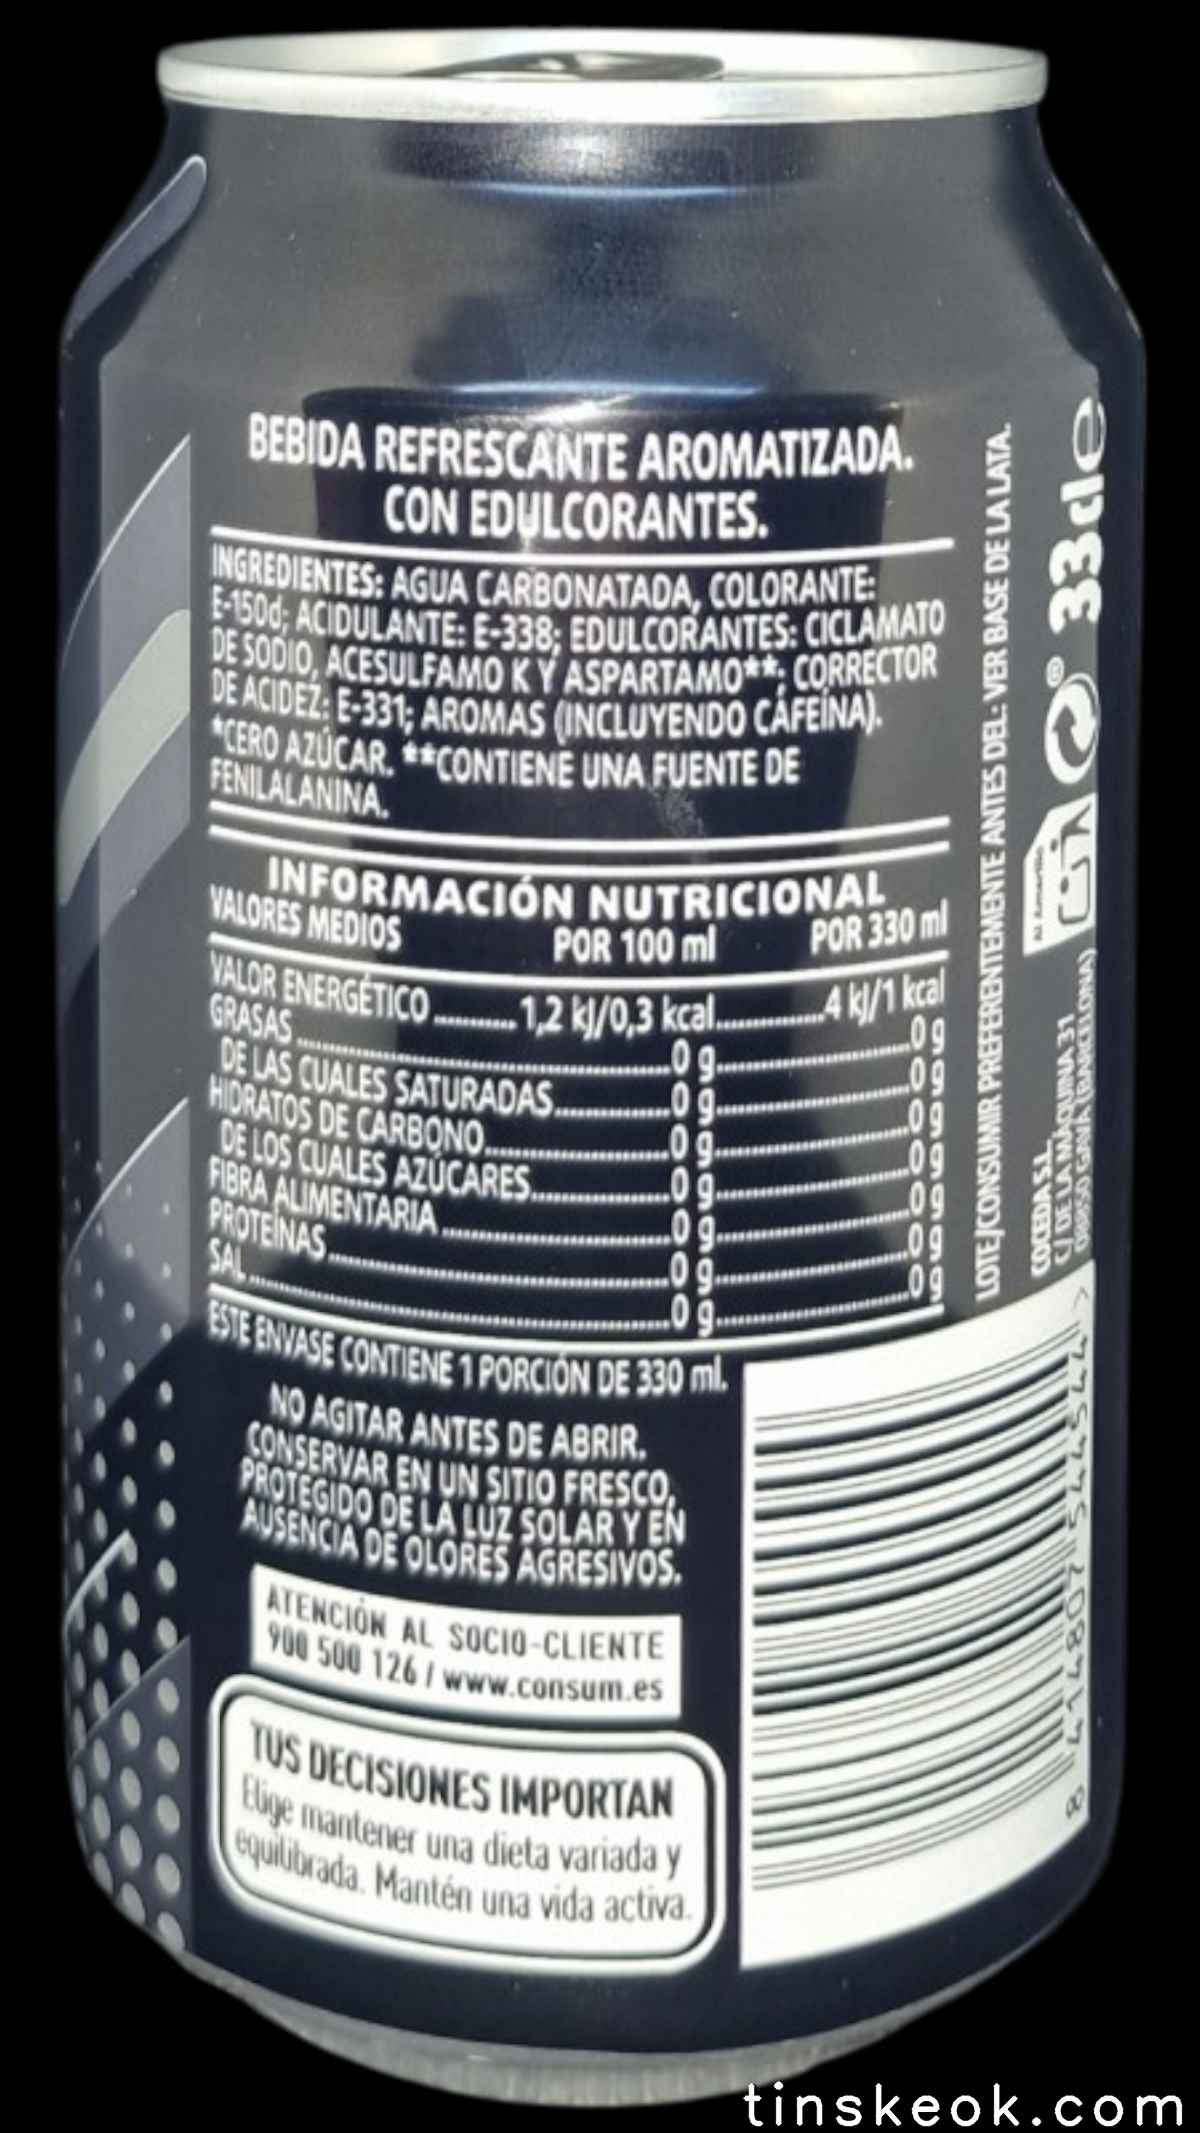 BEBIDA REFRESCANTE AROMATIZADA.
CON EDULCORANTES.
INGREDIENTES: AGUA CARBONATADA, COLORANTE:
E-150d; ACIDULANTE: E-338; EDULCORANTES: CICLAMATO
DE SODIO, ACESULFAMO K Y ASPARTAMO**; CORRECTOR
DE ACIDEZ: E-331; AROMAS (INCLUYENDO CAFEÍNA).
*CERO AZÚCAR. **CONTIENE UNA FUENTE DE
FENILALANINA.
INFORMACIÓN NUTRICIONAL
VALORES MEDIOS POR 100 ml POR 330 ml
VALOR ENERGÉTICO 1,2 kJ/0,3 kcal 4 kJ/1 kcal
GRASAS 0 g 0 g
DE LAS CUALES SATURADAS 0 g 0 g
HIDRATOS DE CARBONO 0 g 0 g
DE LOS CUALES AZÚCARES 0 g 0 g
FIBRA ALIMENTARIA 0 g 0 g
PROTEÍNAS 0 g 0 g
SAL 0 g 0 g
ESTE ENVASE CONTIENE 1 PORCIÓN DE 330 ml.
NO AGITAR ANTES DE ABRIR.
CONSERVAR EN UN SITIO FRESCO,
PROTEGIDO DE LA LUZ SOLAR Y EN
AUSENCIA DE OLORES AGRESIVOS.
ATENCIÓN AL SOCIO-CLIENTE
900 500 126 / www.consum.es
TUS DECISIONES IMPORTAN
Elige mantener una dieta variada y
equilibrada. Mantén una vida activa.
LOTE/CONSUMIR PREFERENTEMENTE ANTES DEL: VER BASE DE LA LATA.
COCEDA S.L.
C/ DE LA MÀQUINA 31
08850 GAVÀ (BARCELONA)
Al Amarillo
33cl e
8 414807 544544 >
tinskeok.com